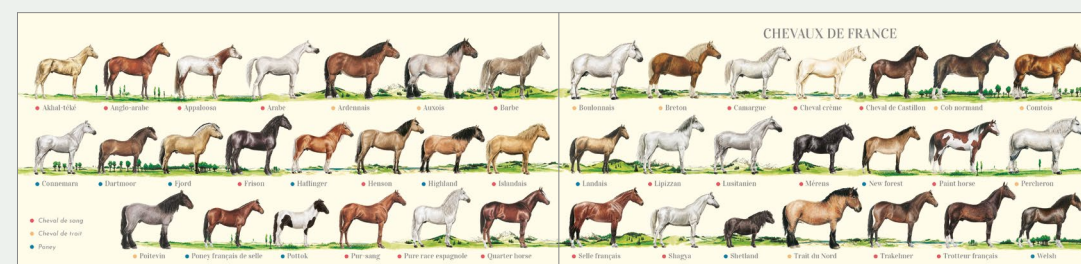 CHEVAUX DE FRANCE
Akhal-téké Anglo-arabe Appaloosa Arabe Ardennais Auxois Barbe Boulonnais Breton Camargue Cheval crème Cheval de Castillon Cob normand Comtois
Connemara Dartmoor Fjord Frison Haflinger Henson Highland Islandais Landais Lipizzan Lusitanien Mérens New forest Paint horse Percheron
Cheval de sang
Cheval de trait
Poney
Poitevin Poney français de selle Pottok Pur-sang Pure race espagnole Quarter horse Selle français Shagya Shetland Trait du Nord Trakehner Trotteur français Welsh